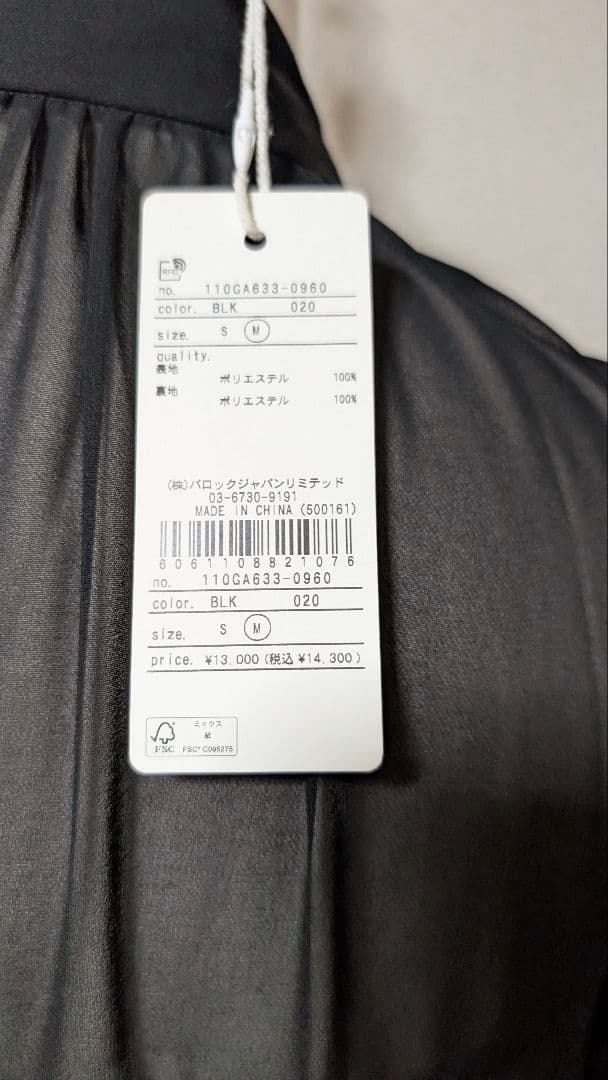 RFID
no. 110GA633-0960
color. BLK 020
size. S M
quality.
表地 ポリエステル 100%
裏地 ポリエステル 100%
(株)バロックジャパンリミテッド
03-6730-9191
MADE IN CHINA (500161)
6061108821076
no. 110GA633-0960
color. BLK 020
size. S M
price. ¥13,000 (税込 ¥14,300)
ミックス
紙
FSC FSC® C095275